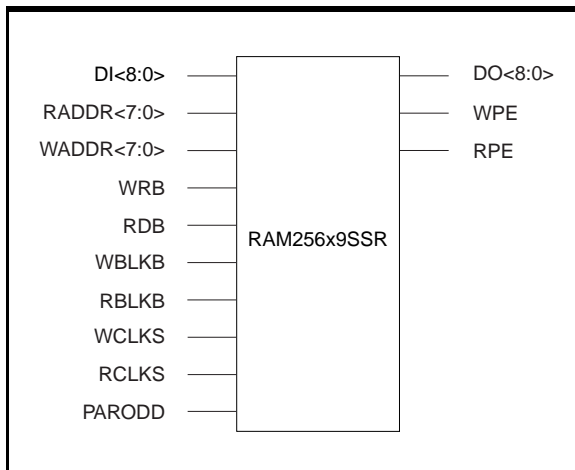 DI<8:0>
RADDR<7:0>
WADDR<7:0>
WRB
RDB
WBLKB
RBLKB
WCLKS
RCLKS
PARODD
RAM256x9SSR
DO<8:0>
WPE
RPE